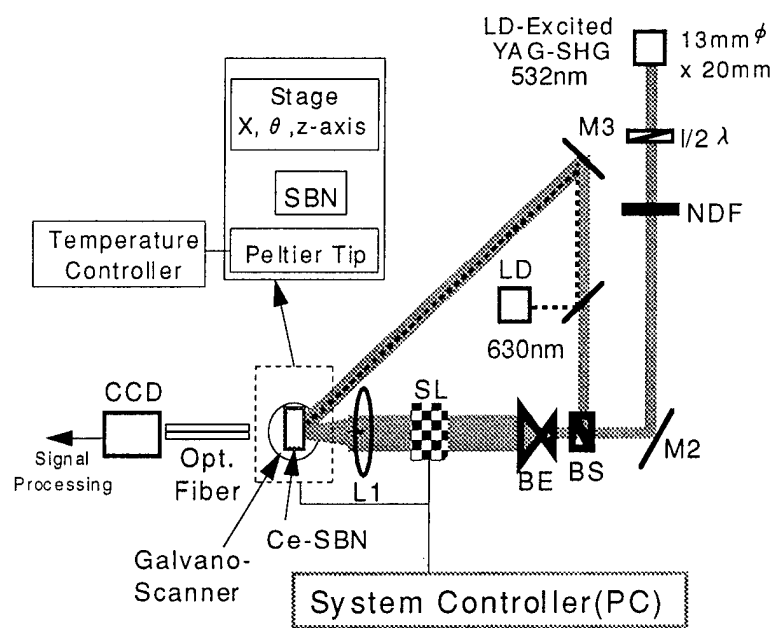 LD-Excited
YAG-SHG
532nm
13mm φ
x 20mm
Stage
X, θ ,z-axis
SBN
Peltier Tip
Temperature
Controller
M3
l/2 λ
NDF
LD
630nm
CCD
SL
Signal
Processing
Opt.
Fiber
L1
BE
BS
M2
Ce-SBN
Galvano-
Scanner
System Controller(PC)